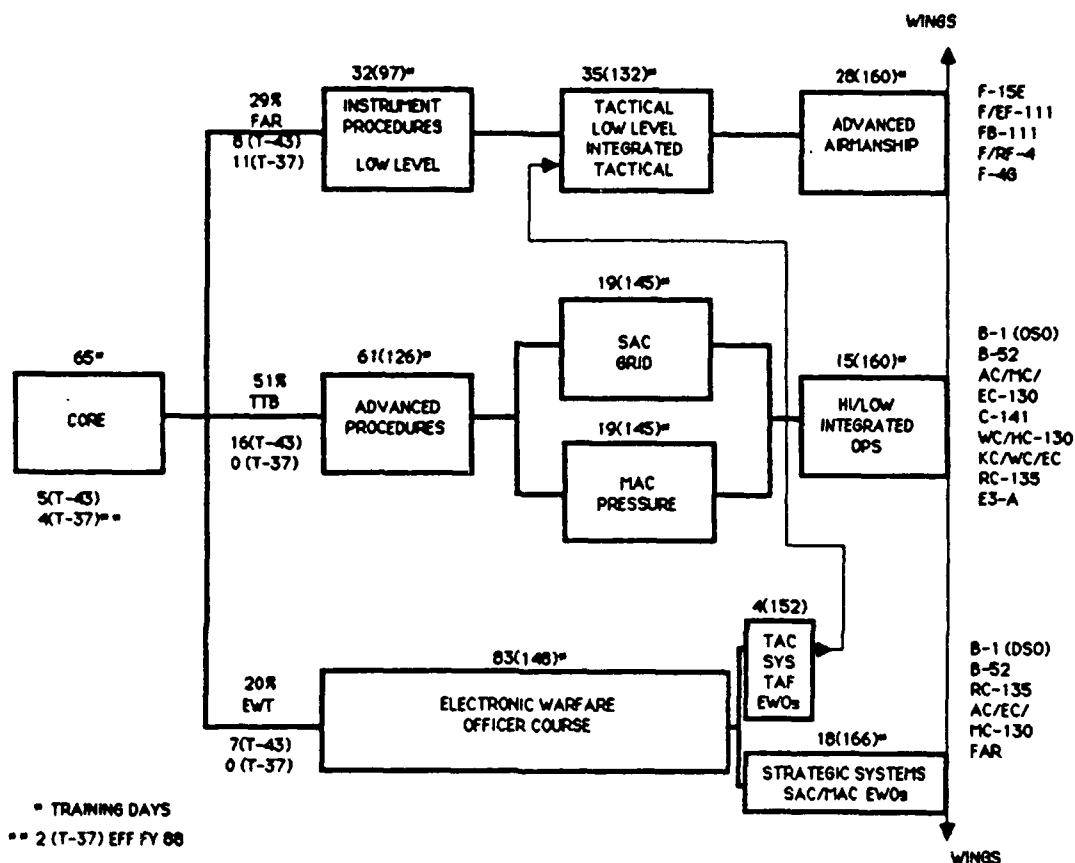 WINGS
32(97)*
35(132)*
28(160)*
29%
FAR
8 (T-43)
11(T-37)
INSTRUMENT
PROCEDURES
LOW LEVEL
TACTICAL
LOW LEVEL
INTEGRATED
TACTICAL
ADVANCED
AIRMANSHIP
F-15E
F/EF-111
FB-111
F/RF-4
F-4G
65*
CORE
5(T-43)
4(T-37)**
51%
TTB
16(T-43)
0 (T-37)
61(126)*
ADVANCED
PROCEDURES
19(145)*
SAC
GRID
19(145)*
MAC
PRESSURE
15(160)*
HI/LOW
INTEGRATED
OPS
B-1 (OSO)
B-52
AC/MC/
EC-130
C-141
WC/HC-130
KC/WC/EC
RC-135
E3-A
20%
EWT
7(T-43)
0 (T-37)
83(148)*
ELECTRONIC WARFARE
OFFICER COURSE
4(152)
TAC
SYS
TAF
EWOs
18(166)*
STRATEGIC SYSTEMS
SAC/MAC EWOs
B-1 (DSO)
B-52
RC-135
AC/EC/
MC-130
FAR
* TRAINING DAYS
** 2 (T-37) EFF FY 88
WINGS